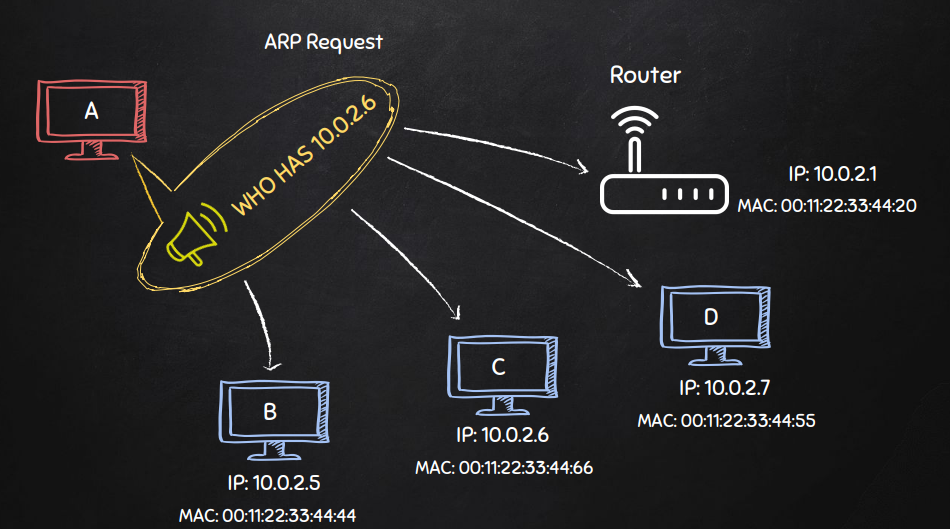 ARP Request
A
WHO HAS 10.0.2.6
Router
IP: 10.0.2.1
MAC: 00:11:22:33:44:20
D
IP: 10.0.2.7
MAC: 00:11:22:33:44:55
C
IP: 10.0.2.6
MAC: 00:11:22:33:44:66
B
IP: 10.0.2.5
MAC: 00:11:22:33:44:44